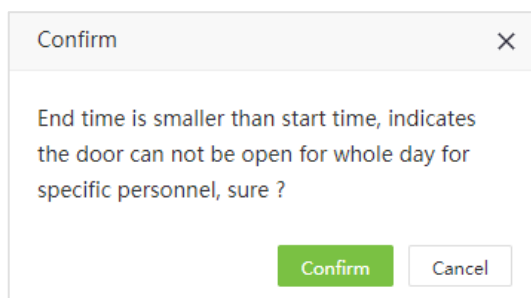 Confirm
End time is smaller than start time, indicates
the door can not be open for whole day for
specific personnel, sure ?
Confirm Cancel